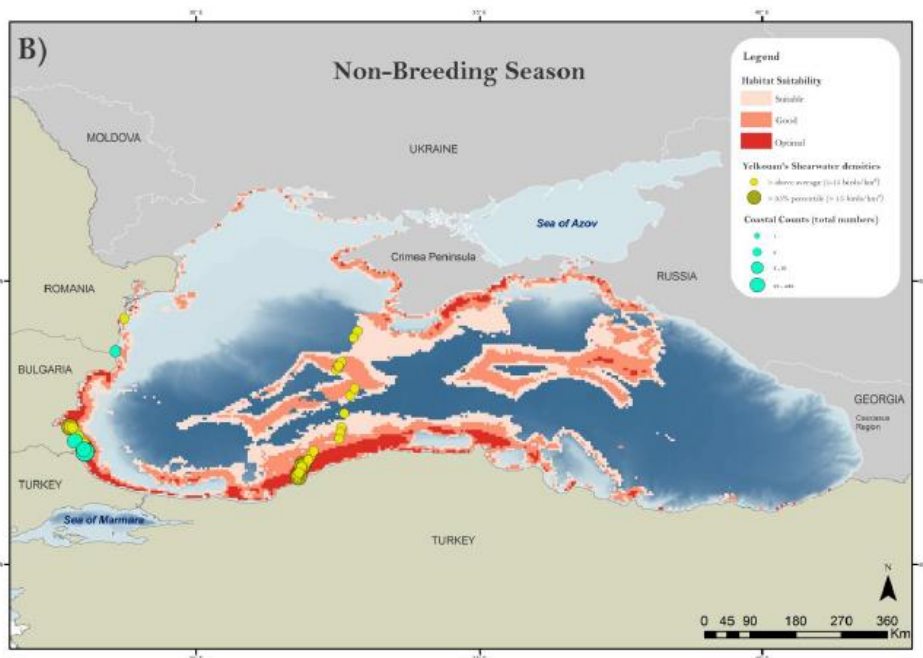 B)
Non-Breeding Season
Legend
Habitat Suitability
Suitable
Good
Optimal
Yelkouan's Shearwater densities
> above average
Coastal Counts (total numbers)
MOLDOVA
UKRAINE
Sea of Azov
Crimea Peninsula
RUSSIA
ROMANIA
BULGARIA
GEORGIA
Caucasus
Region
TURKEY
Sea of Marmara
TURKEY
N
0 45 90 180 270 360
Km